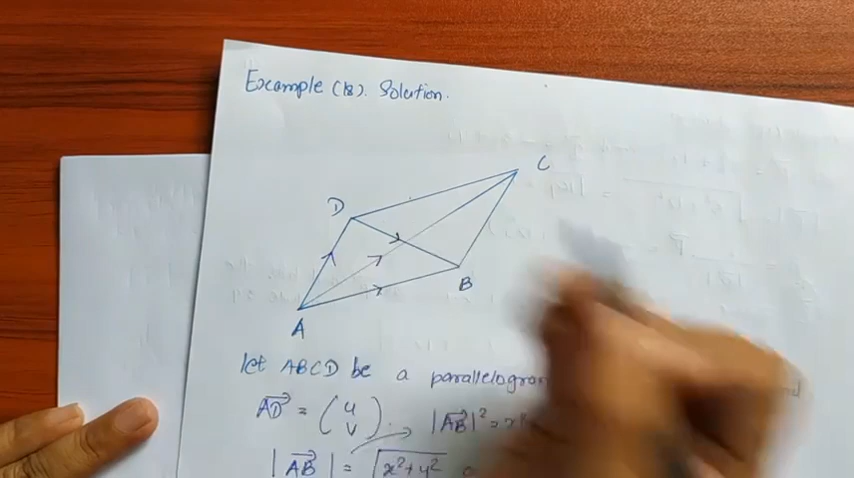 Example (18). Solution.
C
D
B
A
let ABCD be a parallelogram
AD→ = (u v). |AB→|² = x²
|AB→| = √x²+y²